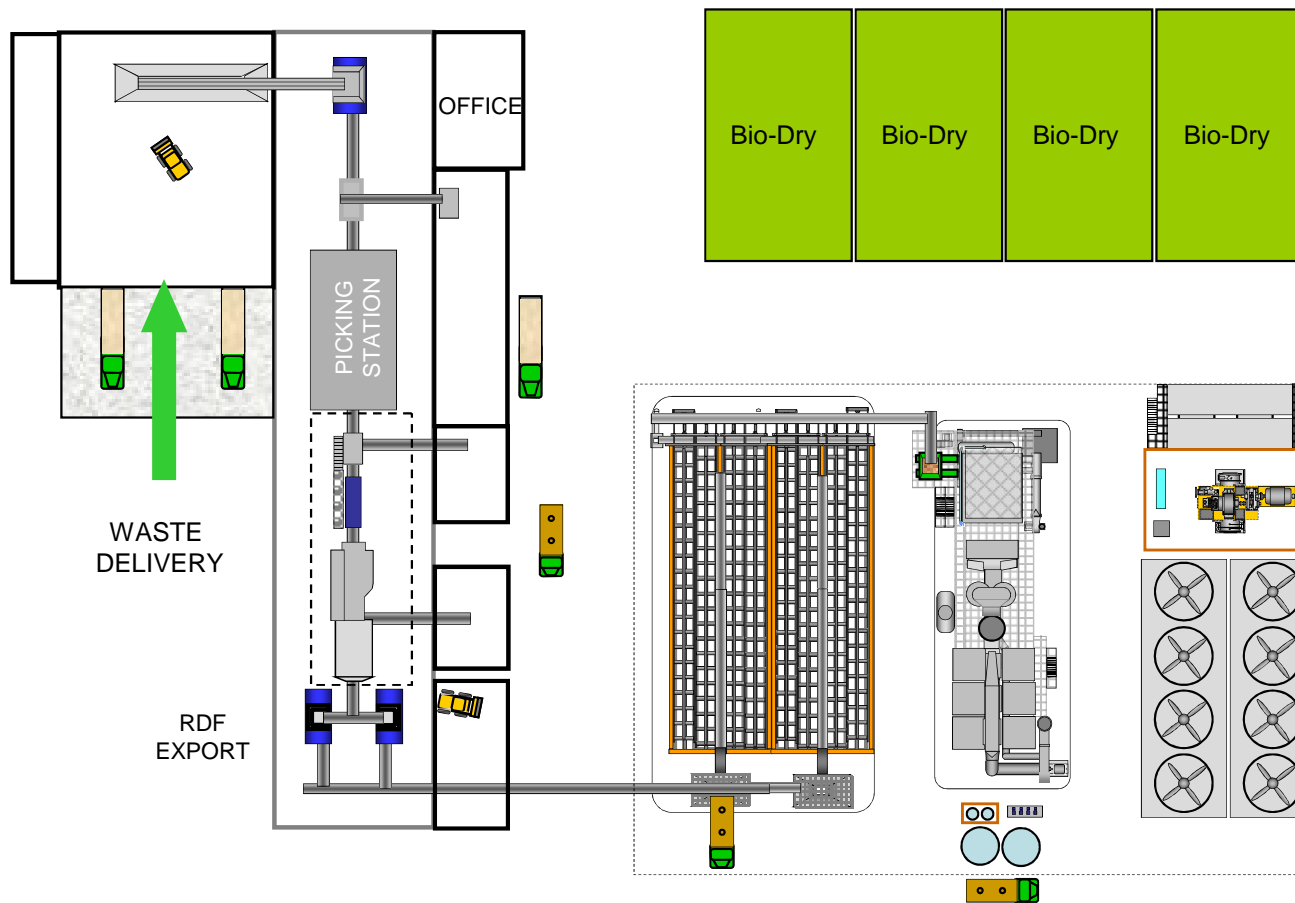 OFFICE
Bio-Dry
Bio-Dry
Bio-Dry
Bio-Dry
PICKING
STATION
WASTE
DELIVERY
RDF
EXPORT